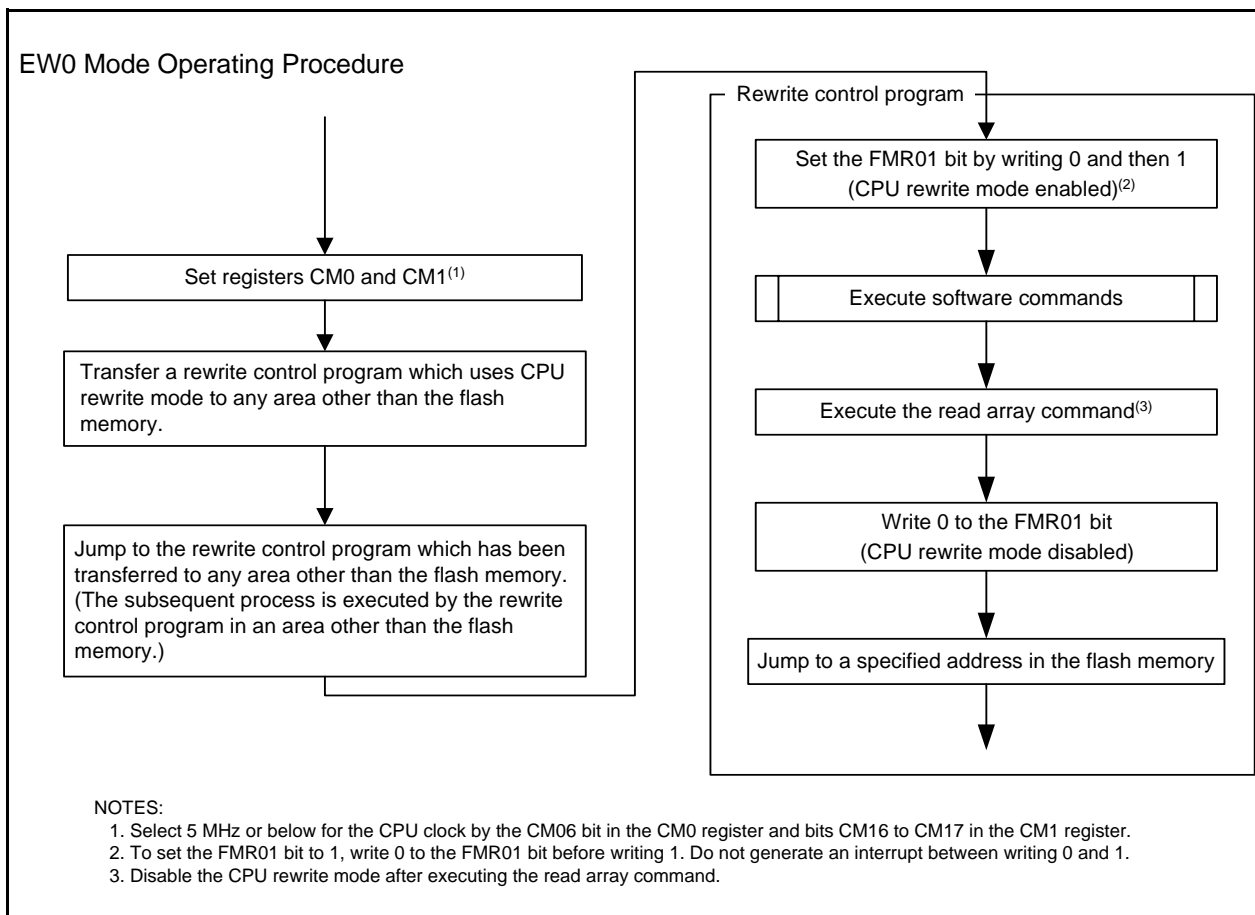 EW0 Mode Operating Procedure
Set registers CM0 and CM1(1)
Transfer a rewrite control program which uses CPU
rewrite mode to any area other than the flash
memory.
Jump to the rewrite control program which has been
transferred to any area other than the flash memory.
(The subsequent process is executed by the rewrite
control program in an area other than the flash
memory.)
Rewrite control program
Set the FMR01 bit by writing 0 and then 1
(CPU rewrite mode enabled)(2)
Execute software commands
Execute the read array command(3)
Write 0 to the FMR01 bit
(CPU rewrite mode disabled)
Jump to a specified address in the flash memory
NOTES:
1. Select 5 MHz or below for the CPU clock by the CM06 bit in the CM0 register and bits CM16 to CM17 in the CM1 register.
2. To set the FMR01 bit to 1, write 0 to the FMR01 bit before writing 1. Do not generate an interrupt between writing 0 and 1.
3. Disable the CPU rewrite mode after executing the read array command.